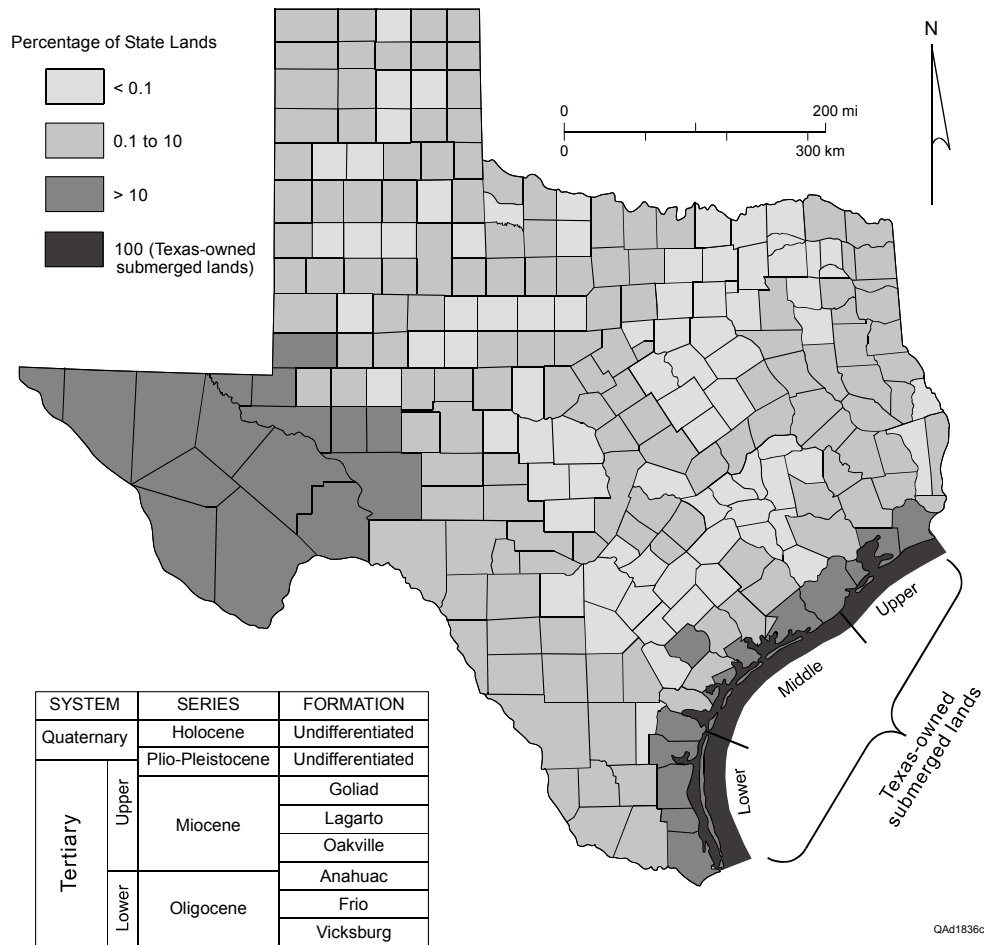 Percentage of State Lands
< 0.1
0.1 to 10
> 10
100 (Texas-owned
submerged lands)
N
0 200 mi
0 300 km
Upper
Middle
Lower
Texas-owned
submerged lands
SYSTEM SERIES FORMATION
Quaternary Holocene Undifferentiated
Plio-Pleistocene Undifferentiated
Tertiary Upper Miocene Goliad
Lagarto
Oakville
Lower Oligocene Anahuac
Frio
Vicksburg
QAd1836c